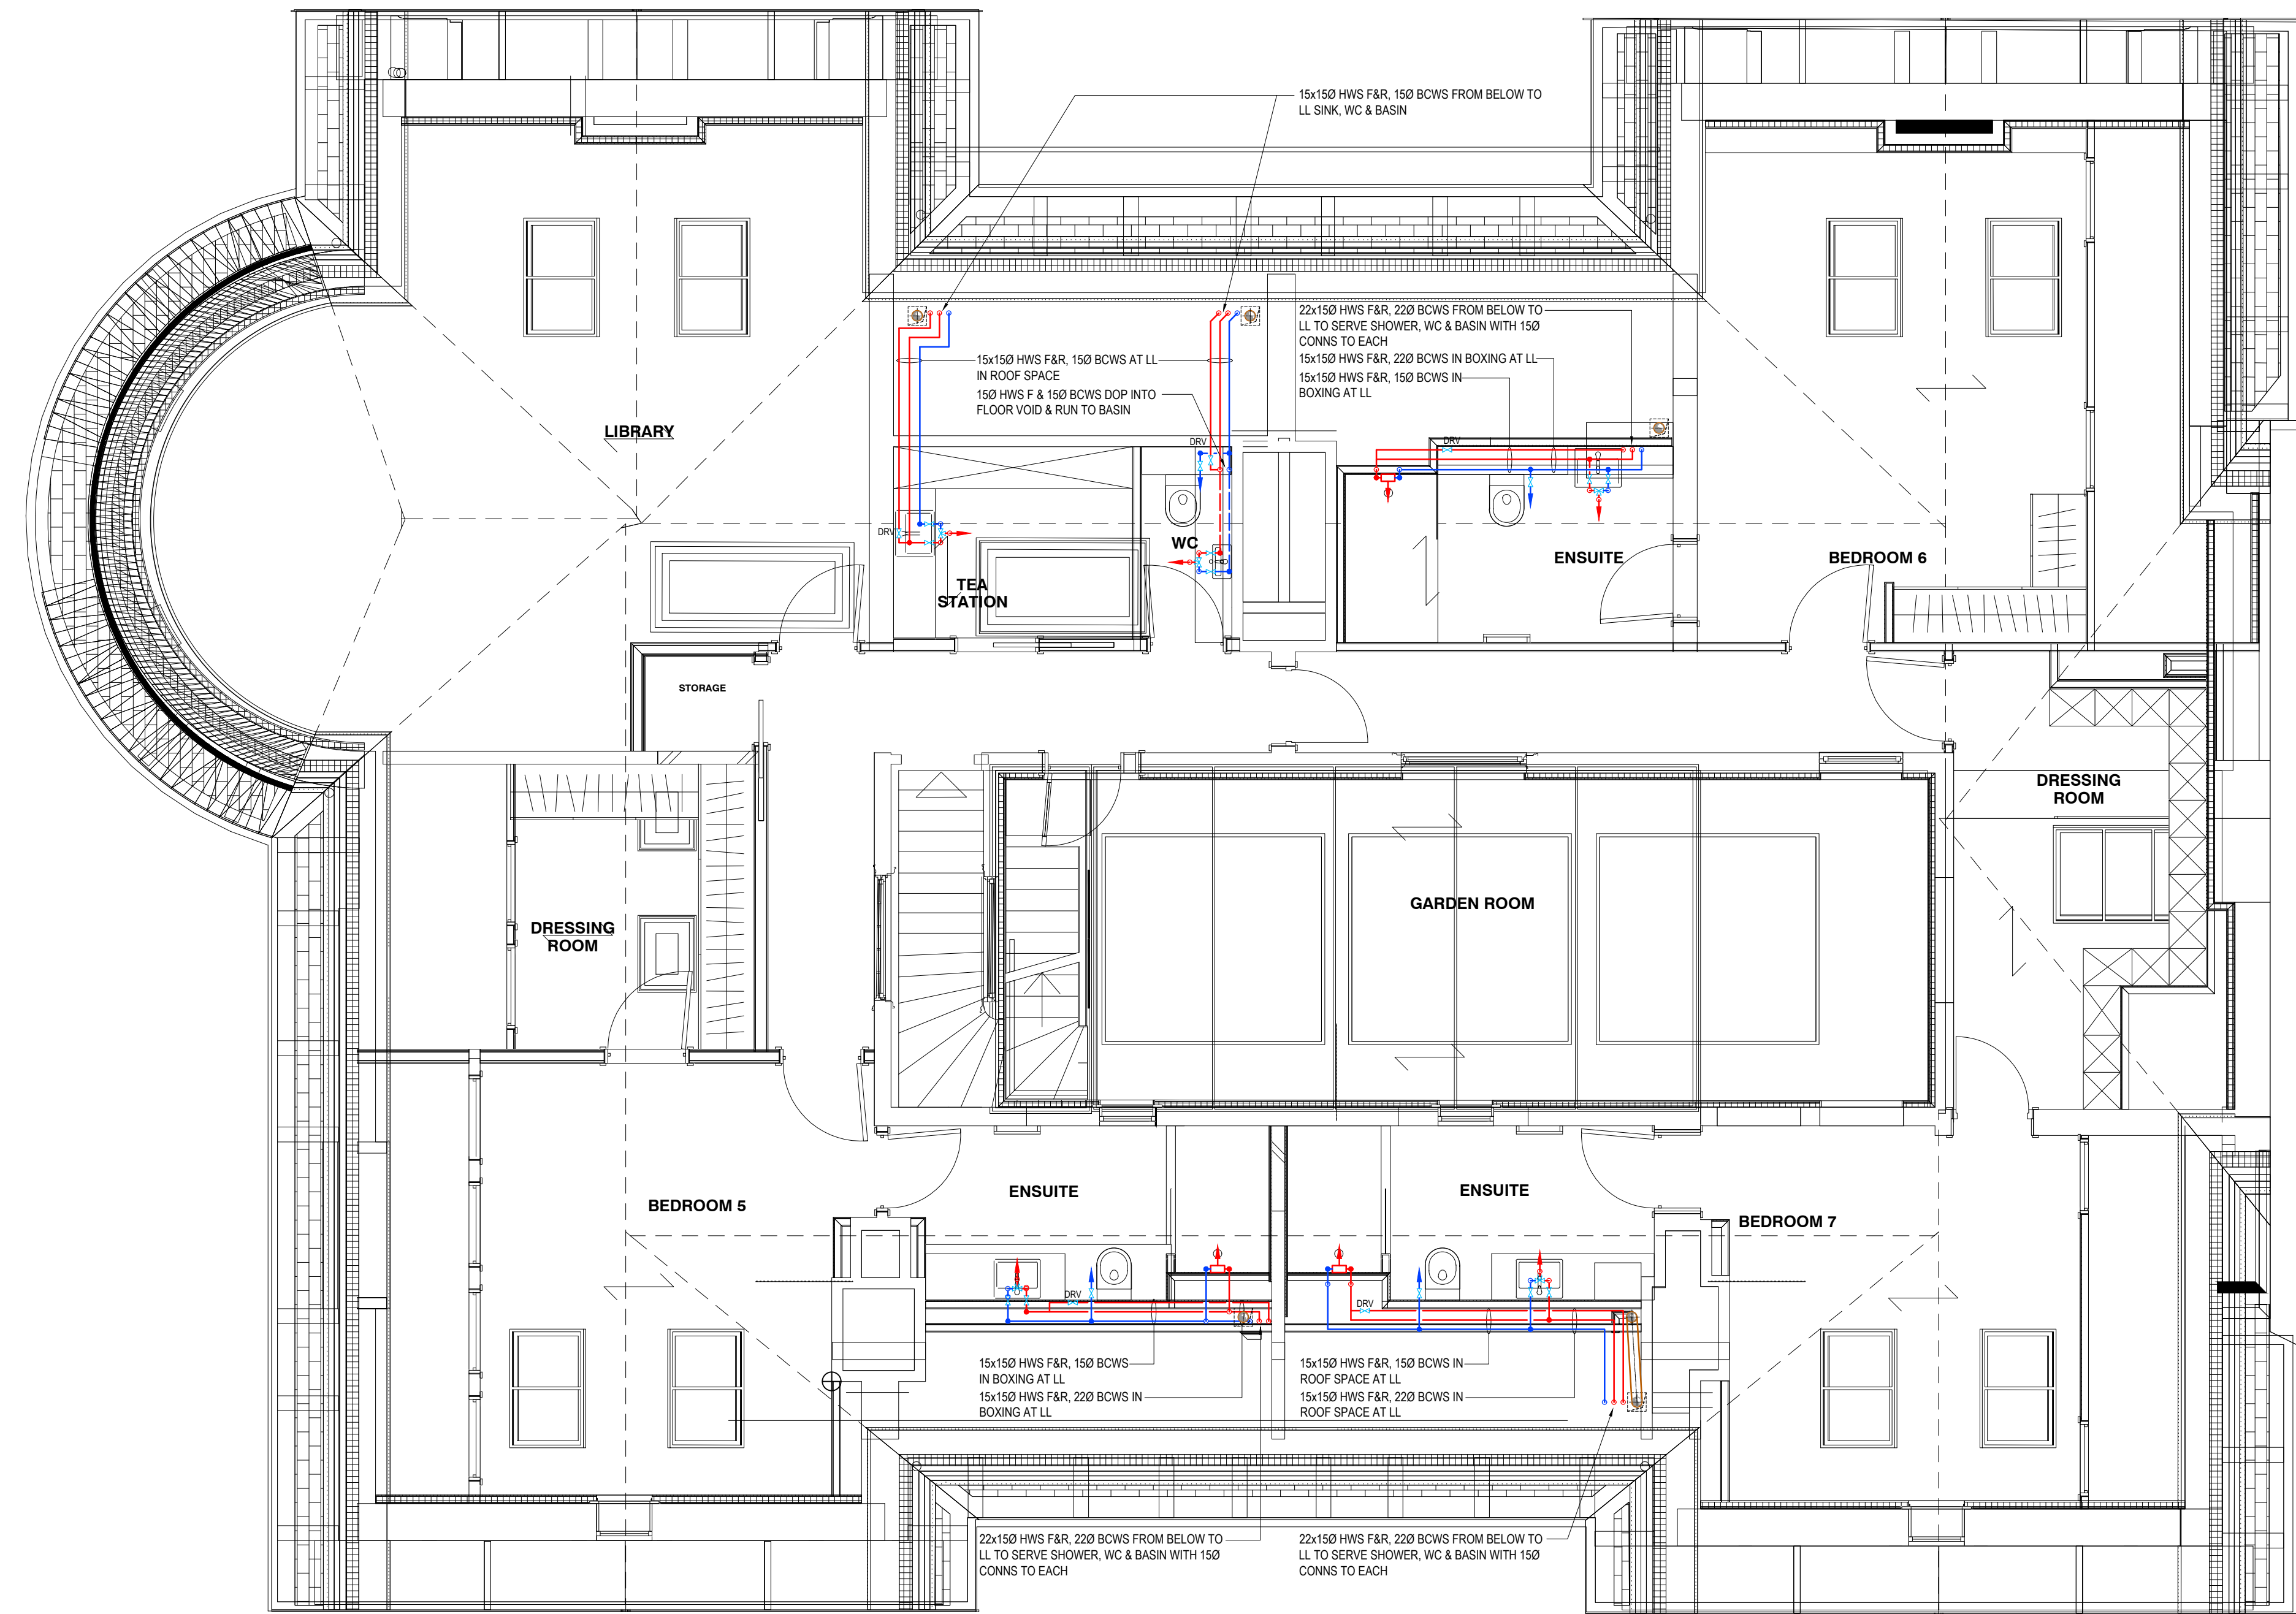 15x15Ø HWS F&R, 15Ø BCWS FROM BELOW TO
LL SINK, WC & BASIN
22x15Ø HWS F&R, 22Ø BCWS FROM BELOW TO
LL TO SERVE SHOWER, WC & BASIN WITH 15Ø
CONNS TO EACH
15x15Ø HWS F&R, 15Ø BCWS AT LL
IN ROOF SPACE
15x15Ø HWS F&R, 22Ø BCWS IN BOXING AT LL
15x15Ø HWS F&R, 15Ø BCWS IN
BOXING AT LL
15Ø HWS F & 15Ø BCWS DOP INTO
FLOOR VOID & RUN TO BASIN
LIBRARY
DRV
DRV
DRV
WC
ENSUITE
BEDROOM 6
TEA
STATION
STORAGE
DRESSING
ROOM
GARDEN ROOM
DRESSING
ROOM
BEDROOM 5
ENSUITE
ENSUITE
BEDROOM 7
DRV
DRV
15x15Ø HWS F&R, 15Ø BCWS
IN BOXING AT LL
15x15Ø HWS F&R, 22Ø BCWS IN
BOXING AT LL
15x15Ø HWS F&R, 15Ø BCWS IN
ROOF SPACE AT LL
15x15Ø HWS F&R, 22Ø BCWS IN
ROOF SPACE AT LL
22x15Ø HWS F&R, 22Ø BCWS FROM BELOW TO
LL TO SERVE SHOWER, WC & BASIN WITH 15Ø
CONNS TO EACH
22x15Ø HWS F&R, 22Ø BCWS FROM BELOW TO
LL TO SERVE SHOWER, WC & BASIN WITH 15Ø
CONNS TO EACH